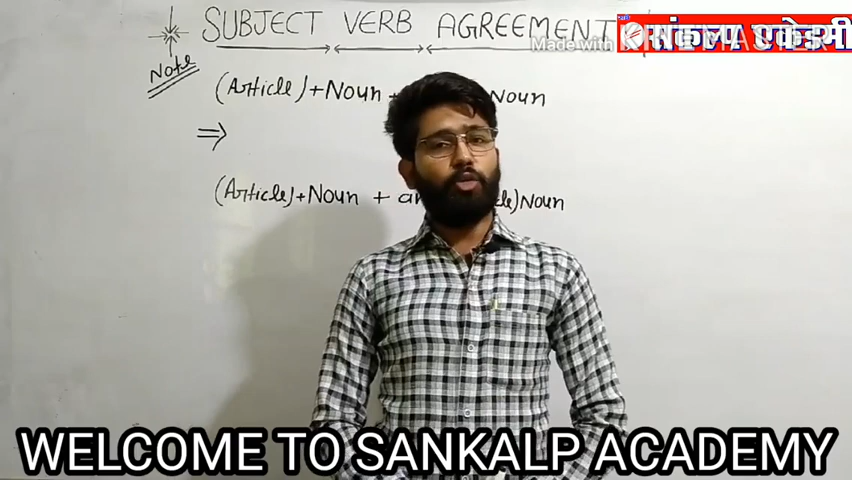 SUBJECT VERB AGREEMENT
Made with KINEMASTER
संकल्प एकेडमी
Note
(Article)+Noun + Noun
⇒
(Article)+Noun + an )Noun
WELCOME TO SANKALP ACADEMY